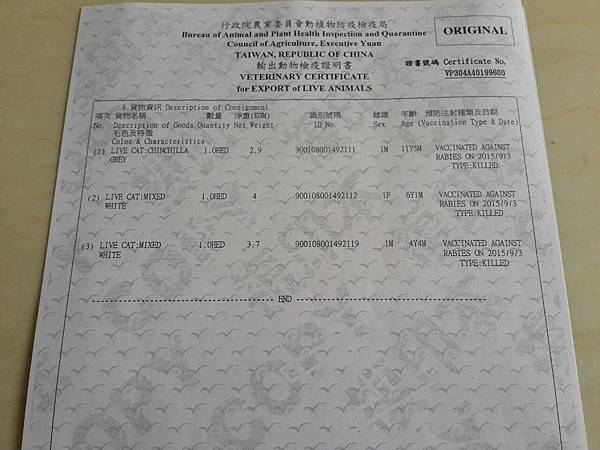 行政院農業委員會動植物防疫檢疫局
Bureau of Animal and Plant Health Inspection and Quarantine
Council of Agriculture, Executive Yuan
TAIWAN, REPUBLIC OF CHINA
輸出動物檢疫證明書
VETERINARY CERTIFICATE
for EXPORT of LIVE ANIMALS
ORIGINAL
證書號碼 Certificate No.
VP304A40199600
8.貨物資訊 Description of Consignment
項次 貨物名稱 數量 淨重(KGM) 識別號碼 雌雄 年齡 預防注射種類及日期
No. Description of Goods Quantity Net Weight ID No. Sex Age (Vaccination Type & Date)
毛色及特徵
Color & Characteristics
(1) LIVE CAT:CHINCHILLA 1.0HED 2.9 900108001492111 1M 11Y5M VACCINATED AGAINST
GREY RABIES ON 2015/9/3
TYPE:KILLED
(2) LIVE CAT:MIXED 1.0HED 4 900108001492112 1F 6Y1M VACCINATED AGAINST
WHITE RABIES ON 2015/9/3
TYPE:KILLED
(3) LIVE CAT:MIXED 1.0HED 3.7 900108001492119 1M 4Y4M VACCINATED AGAINST
WHITE RABIES ON 2015/9/3
TYPE:KILLED
END
COPY